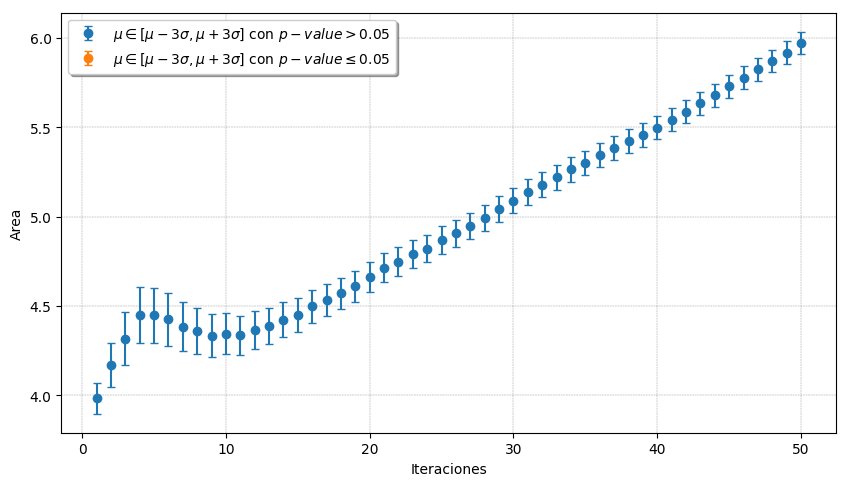 μ ∈ [μ − 3σ, μ + 3σ] con p − value > 0.05
μ ∈ [μ − 3σ, μ + 3σ] con p − value ≤ 0.05
6.0
5.5
5.0
4.5
4.0
Area
0 10 20 30 40 50
Iteraciones